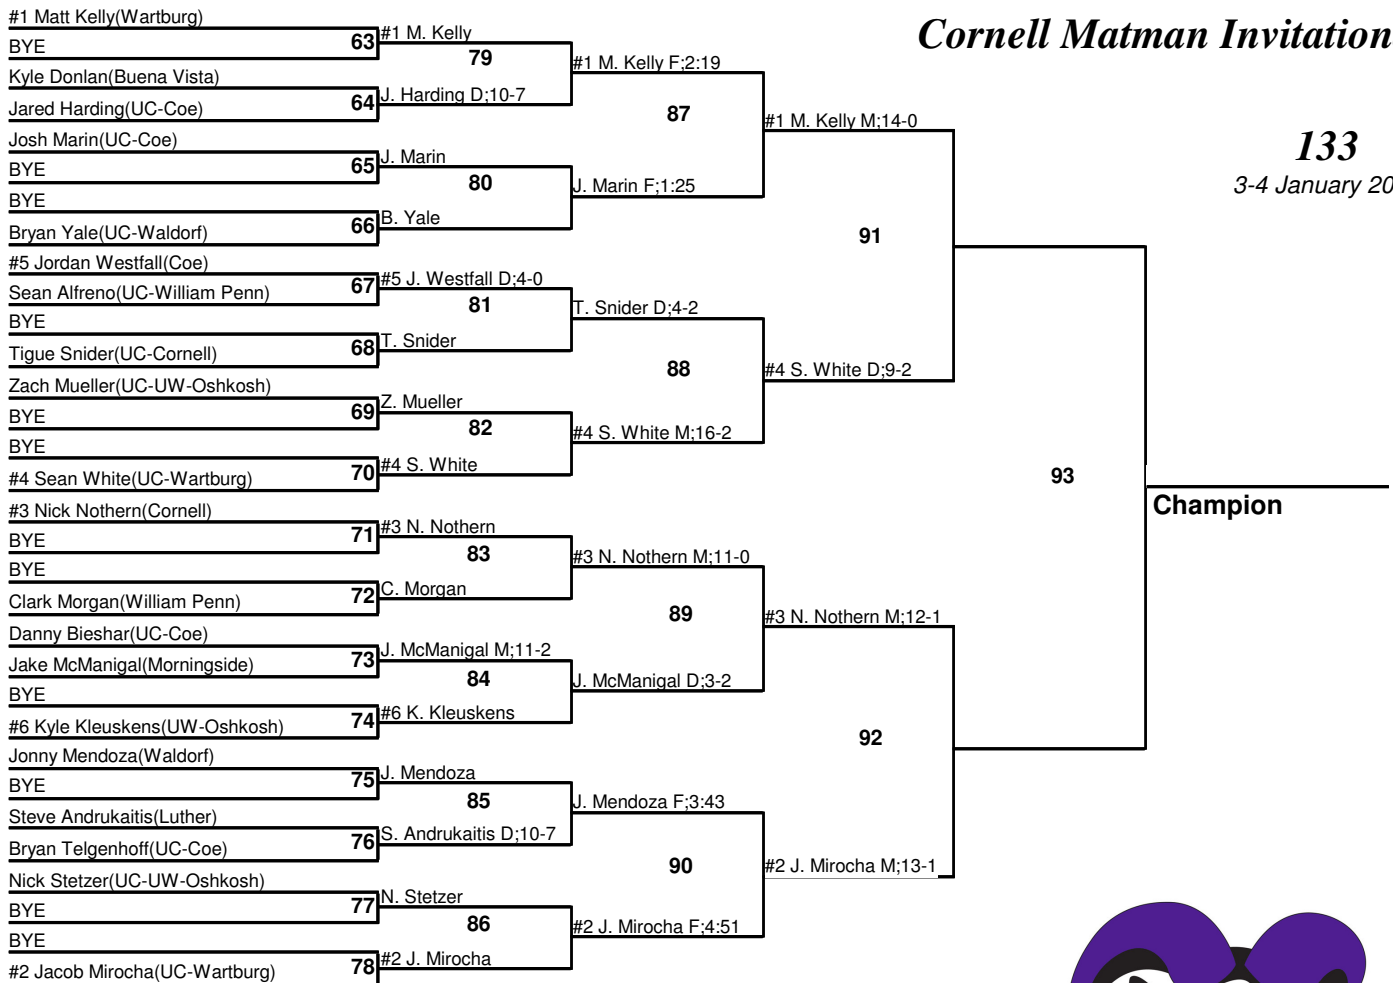 Cornell Matman Invitation
133
3-4 January 20
#1 Matt Kelly(Wartburg)
BYE
63
Kyle Donlan(Buena Vista)
Jared Harding(UC-Coe)
64
Josh Marin(UC-Coe)
BYE
65
BYE
Bryan Yale(UC-Waldorf)
66
#5 Jordan Westfall(Coe)
Sean Alfreno(UC-William Penn)
67
BYE
Tigue Snider(UC-Cornell)
68
Zach Mueller(UC-UW-Oshkosh)
BYE
69
BYE
#4 Sean White(UC-Wartburg)
70
#3 Nick Nothern(Cornell)
BYE
71
BYE
Clark Morgan(William Penn)
72
Danny Bieshar(UC-Coe)
Jake McManigal(Morningside)
73
BYE
#6 Kyle Kleuskens(UW-Oshkosh)
74
Jonny Mendoza(Waldorf)
BYE
75
Steve Andrukaitis(Luther)
Bryan Telgenhoff(UC-Coe)
76
Nick Stetzer(UC-UW-Oshkosh)
BYE
77
BYE
#2 Jacob Mirocha(UC-Wartburg)
78
#1 M. Kelly
79
J. Harding D;10-7
J. Marin
80
B. Yale
#5 J. Westfall D;4-0
81
T. Snider
Z. Mueller
82
#4 S. White
#3 N. Nothern
83
C. Morgan
J. McManigal M;11-2
84
#6 K. Kleuskens
J. Mendoza
85
S. Andrukaitis D;10-7
N. Stetzer
86
#2 J. Mirocha
#1 M. Kelly F;2:19
87
J. Marin F;1:25
T. Snider D;4-2
88
#4 S. White M;16-2
#3 N. Nothern M;11-0
89
J. McManigal D;3-2
J. Mendoza F;3:43
90
#2 J. Mirocha F;4:51
#1 M. Kelly M;14-0
91
#4 S. White D;9-2
#3 N. Nothern M;12-1
92
#2 J. Mirocha M;13-1
93
Champion